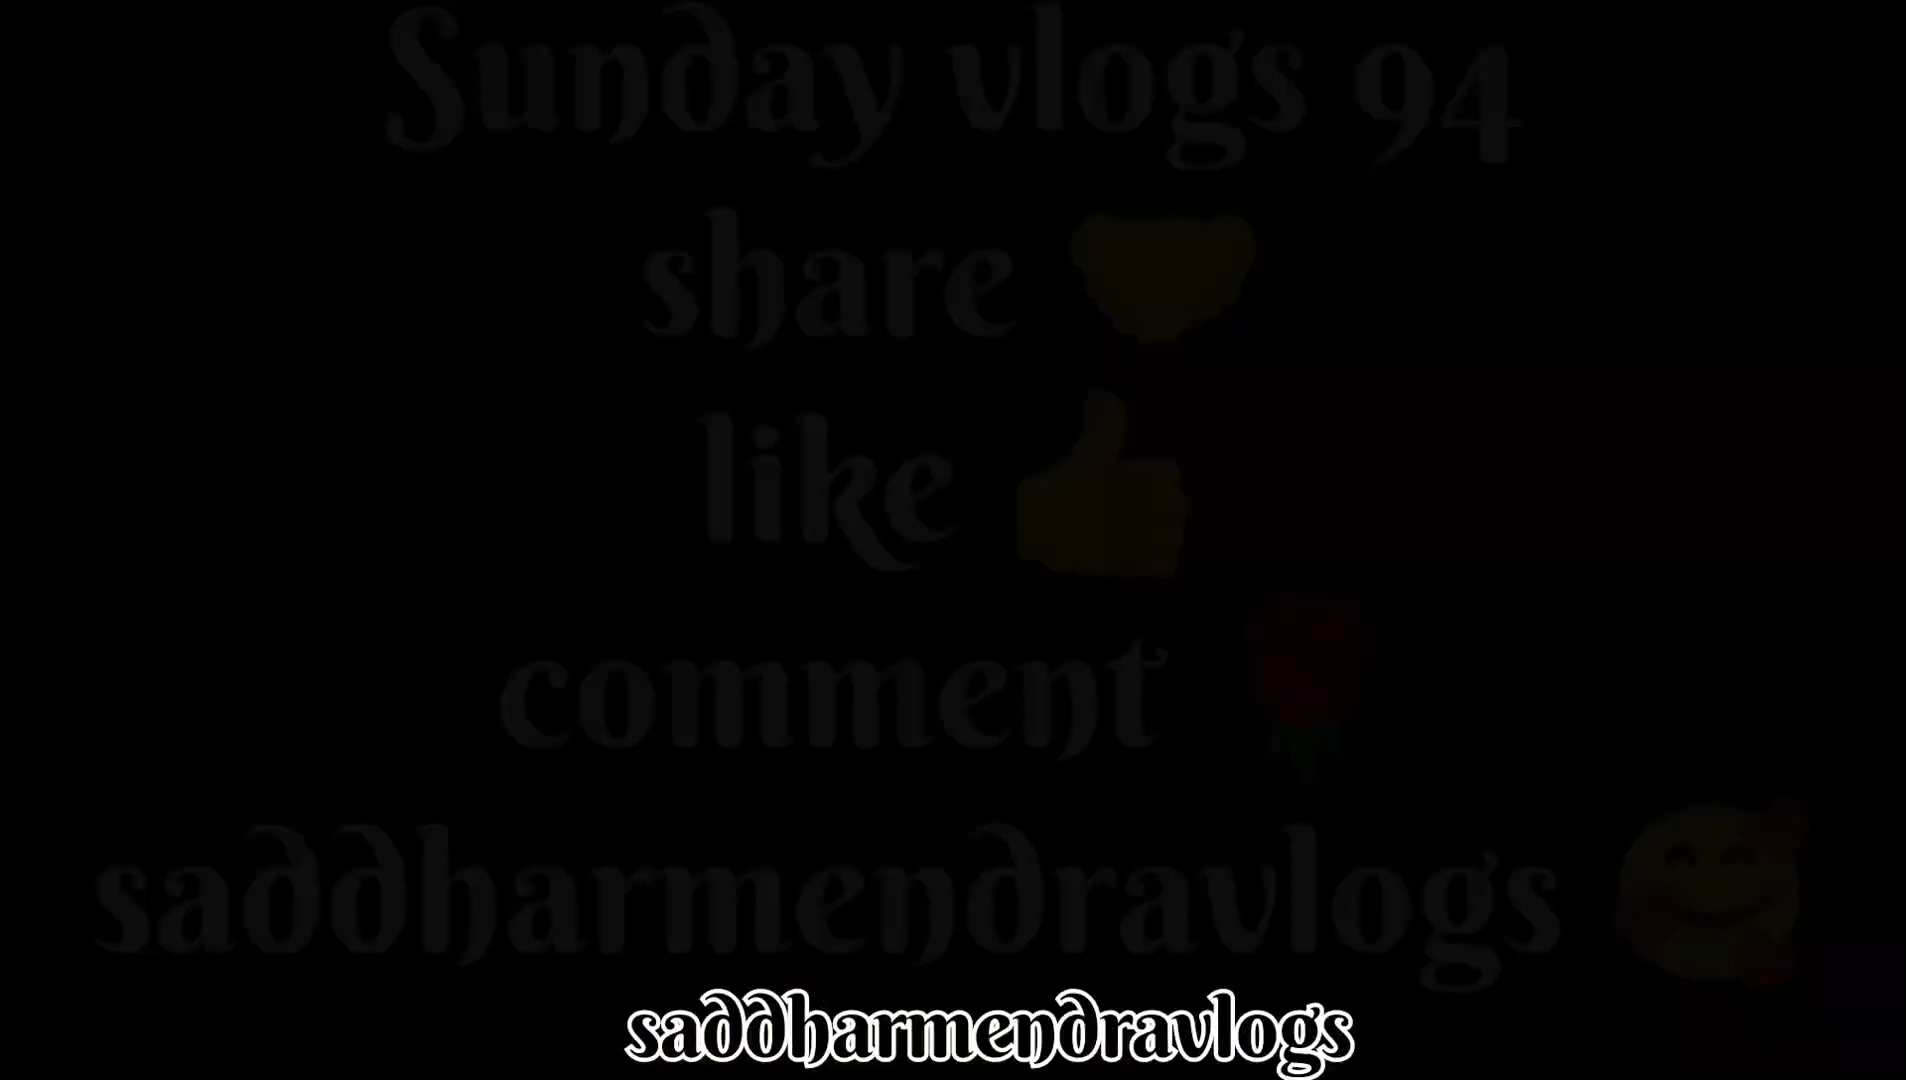 Sunday vlogs 94
share 🤝
like 👍
comment 🌹
saddharmendravlogs 🥰
saddharmendravlogs